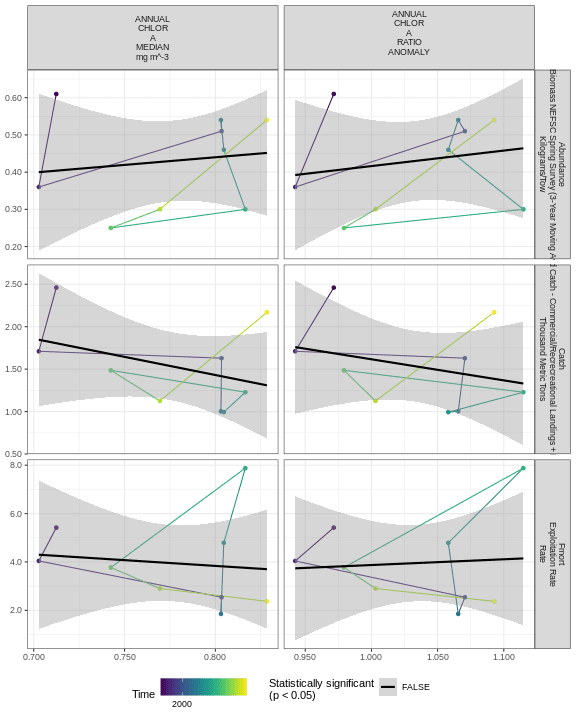 ANNUAL
CHLOR
A
MEDIAN
mg m^-3
ANNUAL
CHLOR
A
RATIO
ANOMALY
0.60
0.50
0.40
0.30
0.20
Abundance
Biomass NEFSC Spring Survey (3-Year Moving
Kilograms/Tow
2.50
2.00
1.50
1.00
0.50
Catch
Catch - Commercial/Recreational Landings +
Thousand Metric Tons
8.0
6.0
4.0
2.0
Fmort
Exploitation Rate
Rate
0.700
0.750
0.800
0.950
1.000
1.050
1.100
Time
2000
Statistically significant
(p < 0.05)
FALSE